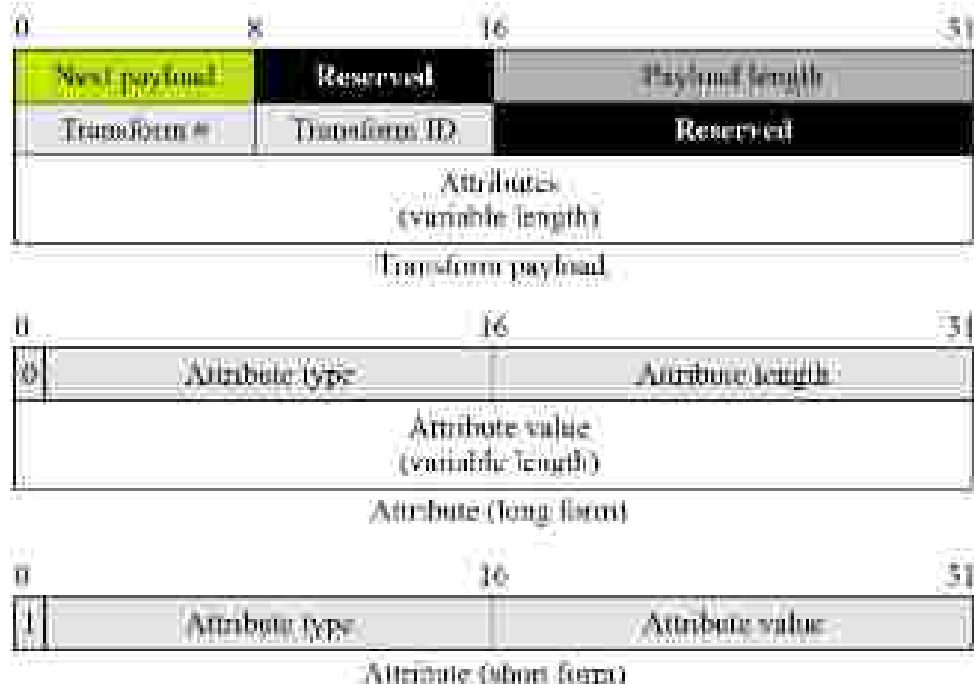 0 8 16 31
Next payload Reserved Payload length
Transform # Transform ID Reserved
Attributes
(variable length)
Transform payload
0 16 31
0 Attribute type Attribute length
Attribute value
(variable length)
Attribute (long form)
0 16 31
1 Attribute type Attribute value
Attribute (short form)